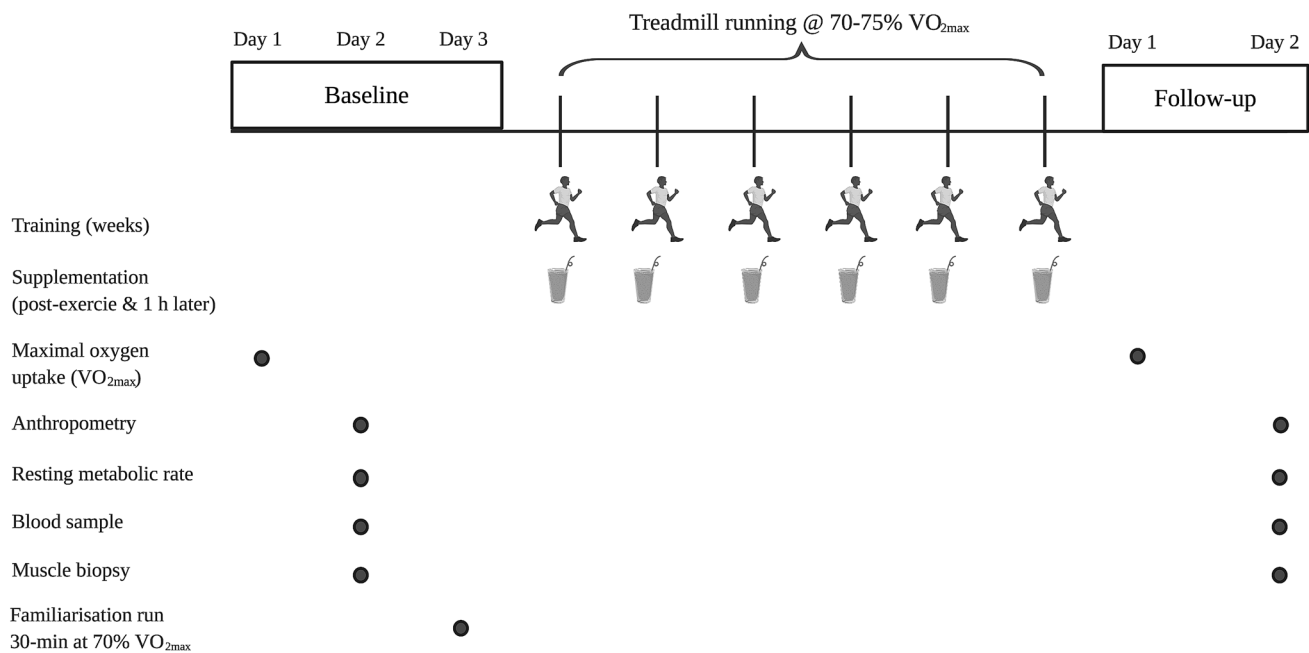 Treadmill running @ 70-75% VO2max
Day 1 Day 2 Day 3 Day 1 Day 2
Baseline Follow-up
Training (weeks)
Supplementation
(post-exercie & 1 h later)
Maximal oxygen
uptake (VO2max)
Anthropometry
Resting metabolic rate
Blood sample
Muscle biopsy
Familiarisation run
30-min at 70% VO2max